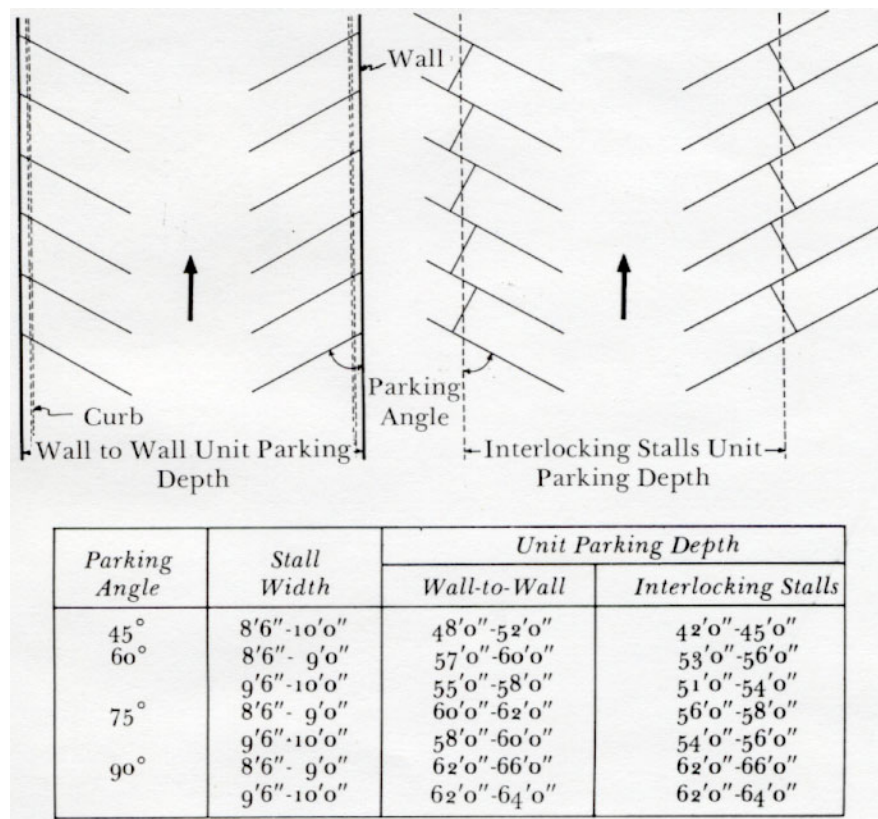 Wall
Parking
Angle
Curb
Wall to Wall Unit Parking
Depth
Interlocking Stalls Unit
Parking Depth
Parking
Angle
Stall
Width
Unit Parking Depth
Wall-to-Wall
Interlocking Stalls
45° 8'6"-10'0" 48'0"-52'0" 42'0"-45'0"
60° 8'6"- 9'0" 57'0"-60'0" 53'0"-56'0"
9'6"-10'0" 55'0"-58'0" 51'0"-54'0"
75° 8'6"- 9'0" 60'0"-62'0" 56'0"-58'0"
9'6"-10'0" 58'0"-60'0" 54'0"-56'0"
90° 8'6"- 9'0" 62'0"-66'0" 62'0"-66'0"
9'6"-10'0" 62'0"-64'0" 62'0"-64'0"